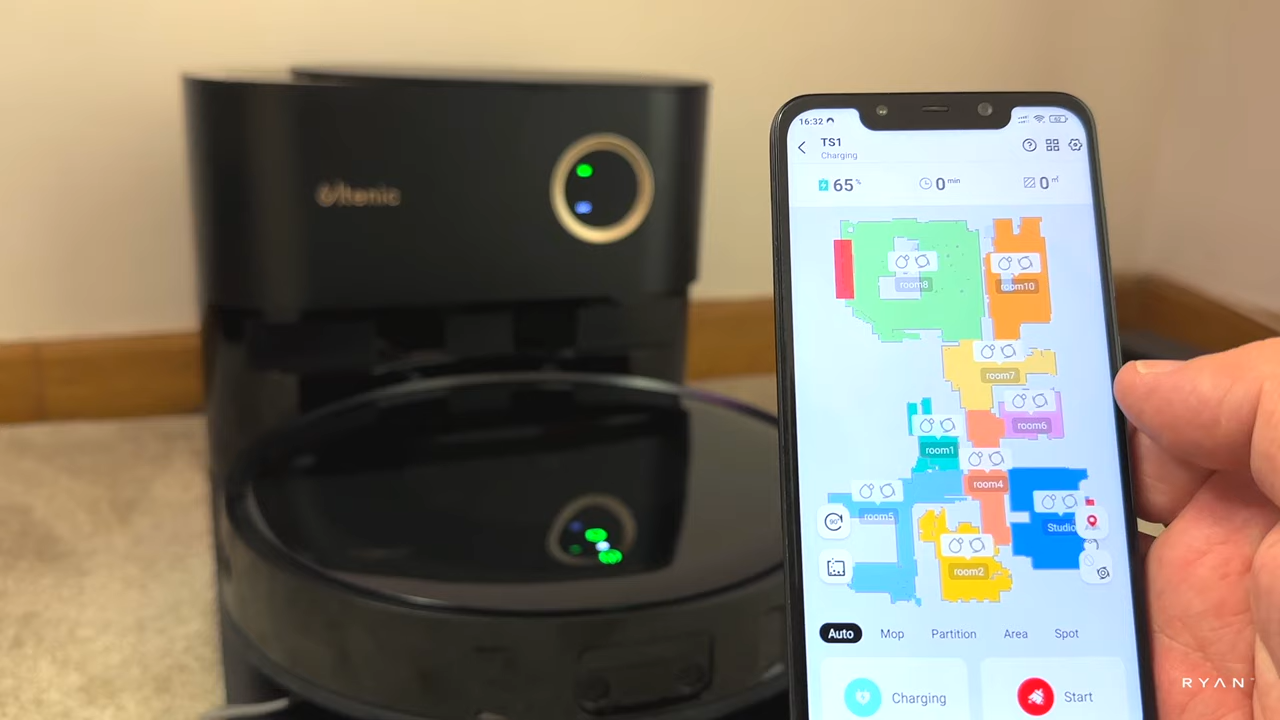 Ultenic
16:32
TS1
Charging
65%
0 min
0 ㎡
room8
room10
room7
room6
room1
room4
room5
90°
Studio
room2
Auto Mop Partition Area Spot
Charging
Start
RYAN